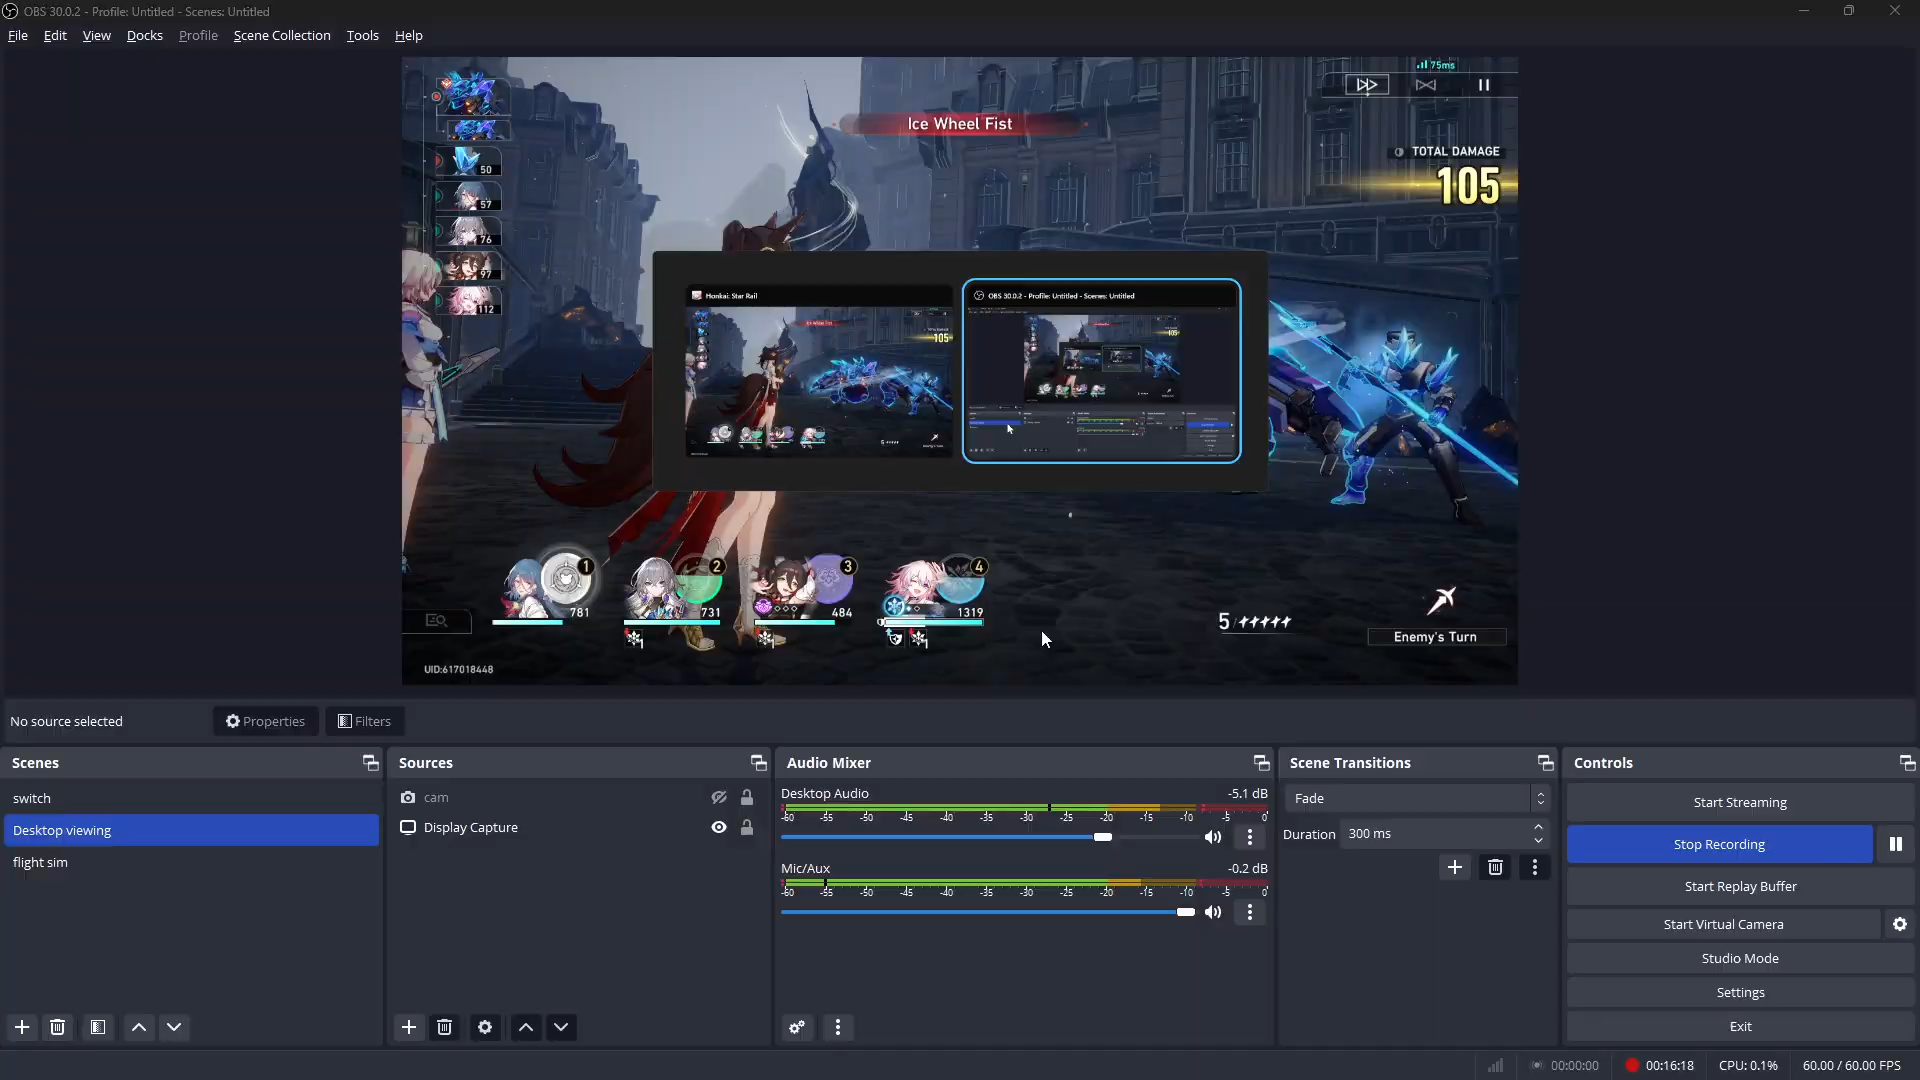 OBS 30.0.2 - Profile: Untitled - Scenes: Untitled
File Edit View Docks Profile Scene Collection Tools Help
75ms
Ice Wheel Fist
TOTAL DAMAGE
105
50
57
76
97
112
Honkai: Star Rail
OBS 30.0.2 - Profile: Untitled - Scenes: Untitled
Ice Wheel Fist
105
1 2 3 4
781 731 484 1319
1 1 1
5
Enemy's Turn
UID:617018448
No source selected Properties Filters
Scenes
switch
Desktop viewing
flight sim
Sources
cam
Display Capture
Audio Mixer
Desktop Audio -5.1 dB
-60 -55 -50 -45 -40 -35 -30 -25 -20 -15 -10 -5 0
Mic/Aux -0.2 dB
-60 -55 -50 -45 -40 -35 -30 -25 -20 -15 -10 -5 0
Scene Transitions
Fade
Duration 300 ms
Controls
Start Streaming
Stop Recording
Start Replay Buffer
Start Virtual Camera
Studio Mode
Settings
Exit
00:00:00 00:16:18 CPU: 0.1% 60.00 / 60.00 FPS